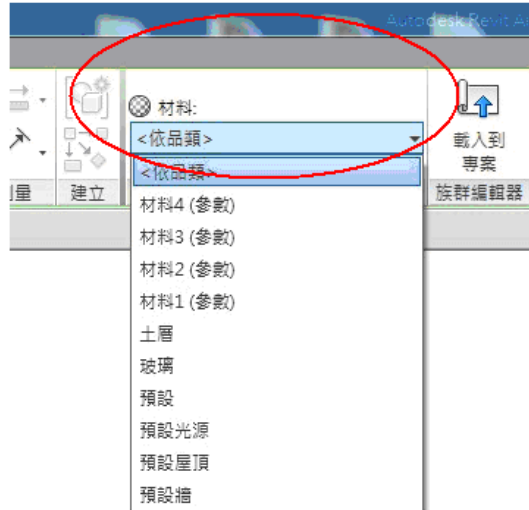 Autodesk Revit A
材料:
<依品類>
載入到
專案
量
建立
族群編輯器
<依品類>
材料4 (參數)
材料3 (參數)
材料2 (參數)
材料1 (參數)
土層
玻璃
預設
預設光源
預設屋頂
預設牆